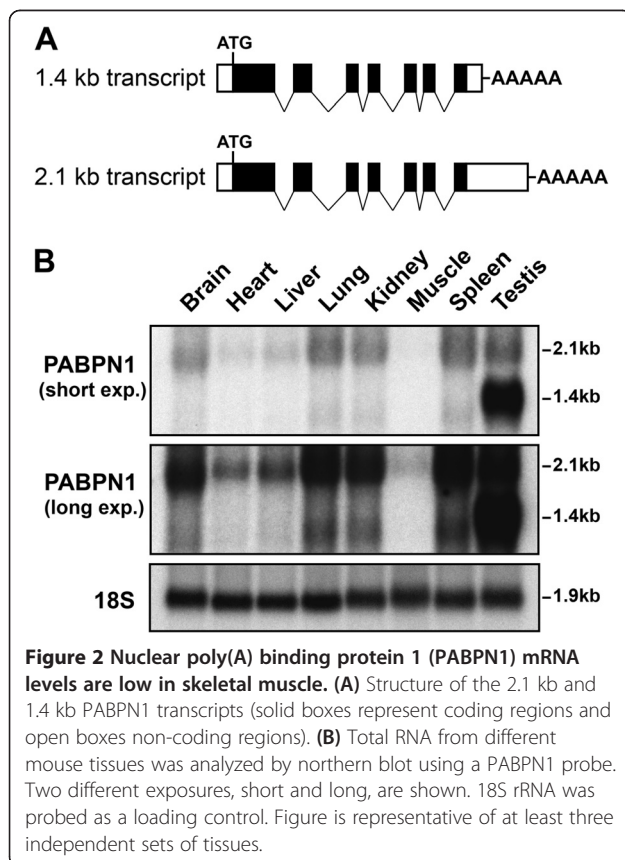 A
ATG
1.4 kb transcript
-AAAAA
ATG
2.1 kb transcript
-AAAAA
B
Brain Heart Liver Lung Kidney Muscle Spleen Testis
PABPN1
(short exp.)
-2.1kb
-1.4kb
PABPN1
(long exp.)
-2.1kb
-1.4kb
18S
-1.9kb
Figure 2 Nuclear poly(A) binding protein 1 (PABPN1) mRNA
levels are low in skeletal muscle. (A) Structure of the 2.1 kb and
1.4 kb PABPN1 transcripts (solid boxes represent coding regions and
open boxes non-coding regions). (B) Total RNA from different
mouse tissues was analyzed by northern blot using a PABPN1 probe.
Two different exposures, short and long, are shown. 18S rRNA was
probed as a loading control. Figure is representative of at least three
independent sets of tissues.